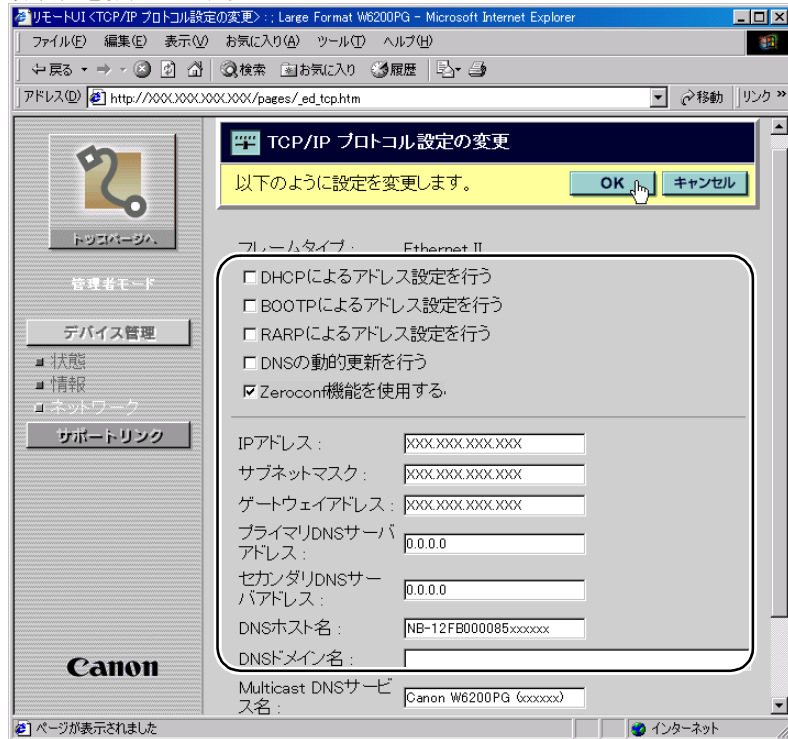 リモートUI <TCP/IP プロトコル設定の変更> : ; Large Format W6200PG - Microsoft Internet Explorer
ファイル(F) 編集(E) 表示(V) お気に入り(A) ツール(T) ヘルプ(H)
戻る 検索 お気に入り 履歴
アドレス(D) http://XXX.XXX.XXX.XXX/pages/_ed_tcp.htm 移動 リンク »
TCP/IP プロトコル設定の変更
以下のように設定を変更します。 OK キャンセル
トップページへ
管理者モード
デバイス管理
状態
情報
ネットワーク
サポートリンク
Canon
フレームタイプ : Ethernet II
DHCPによるアドレス設定を行う
BOOTPによるアドレス設定を行う
RARPによるアドレス設定を行う
DNSの動的更新を行う
Zeroconf機能を使用する
IPアドレス : XXX.XXX.XXX.XXX
サブネットマスク : XXX.XXX.XXX.XXX
ゲートウェイアドレス : XXX.XXX.XXX.XXX
プライマリDNSサーバ
アドレス : 0.0.0.0
セカンダリDNSサー
バアドレス : 0.0.0.0
DNSホスト名 : NB-12FB000085xxxxxx
DNSドメイン名 :
Multicast DNSサービ
ス名 : Canon W6200PG (xxxxxx)
ページが表示されました インターネット